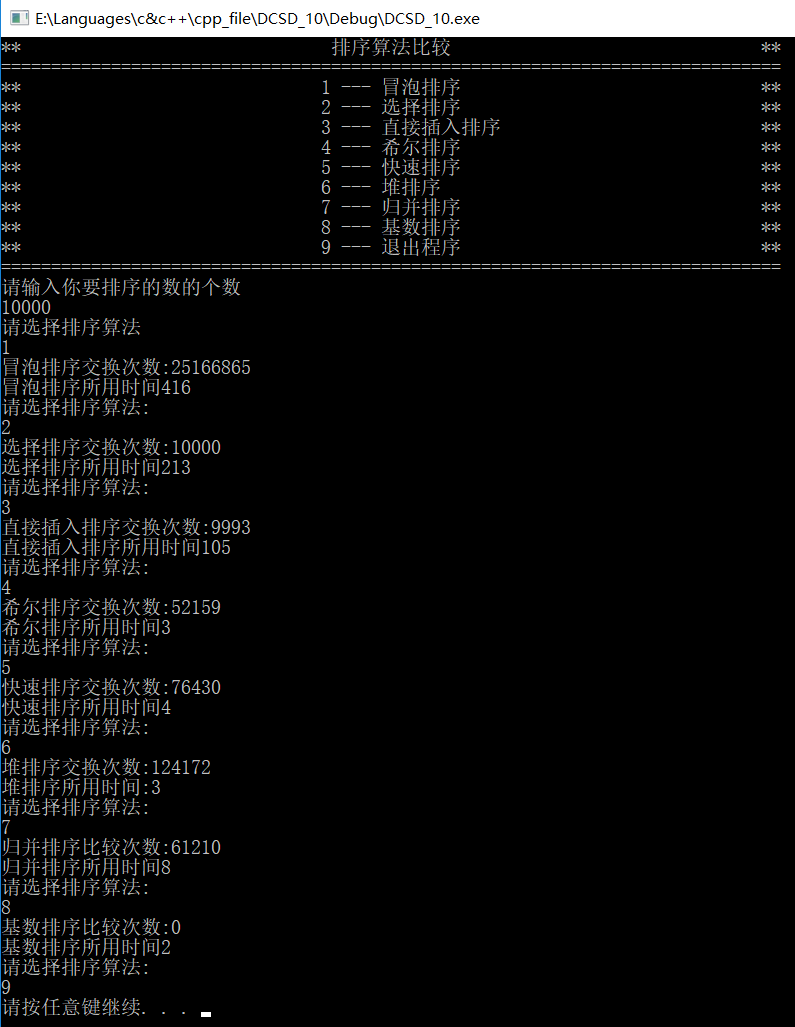 E:\Languages\c&c++\cpp_file\DCSD_10\Debug\DCSD_10.exe
** 排序算法比较 **
==============================================================================
** 1 --- 冒泡排序 **
** 2 --- 选择排序 **
** 3 --- 直接插入排序 **
** 4 --- 希尔排序 **
** 5 --- 快速排序 **
** 6 --- 堆排序 **
** 7 --- 归并排序 **
** 8 --- 基数排序 **
** 9 --- 退出程序 **
==============================================================================
请输入你要排序的数的个数
10000
请选择排序算法
1
冒泡排序交换次数:25166865
冒泡排序所用时间416
请选择排序算法:
2
选择排序交换次数:10000
选择排序所用时间213
请选择排序算法:
3
直接插入排序交换次数:9993
直接插入排序所用时间105
请选择排序算法:
4
希尔排序交换次数:52159
希尔排序所用时间3
请选择排序算法:
5
快速排序交换次数:76430
快速排序所用时间4
请选择排序算法:
6
堆排序交换次数:124172
堆排序所用时间:3
请选择排序算法:
7
归并排序比较次数:61210
归并排序所用时间8
请选择排序算法:
8
基数排序比较次数:0
基数排序所用时间2
请选择排序算法:
9
请按任意键继续. . .